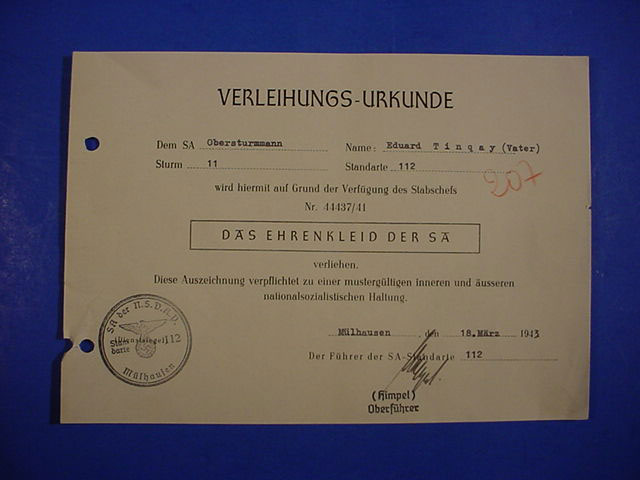 VERLEIHUNGS-URKUNDE
Dem SA Obersturmmann Name: Eduard Tinqay (Vater)
Sturm 11 Standarte 112
207
wird hiermit auf Grund der Verfügung des Stabschefs
Nr. 44437/41
DAS EHRENKLEID DER SA
verliehen.
Diese Auszeichnung verpflichtet zu einer mustergültigen inneren und äusseren
nationalsozialistischen Haltung.
Mülhausen, den 18.März 1943
Der Führer der SA-Standarte 112
(Himpel)
Oberführer
SA der N.S.D.A.P.
(Dienstsiegel) 112
Mülhausen